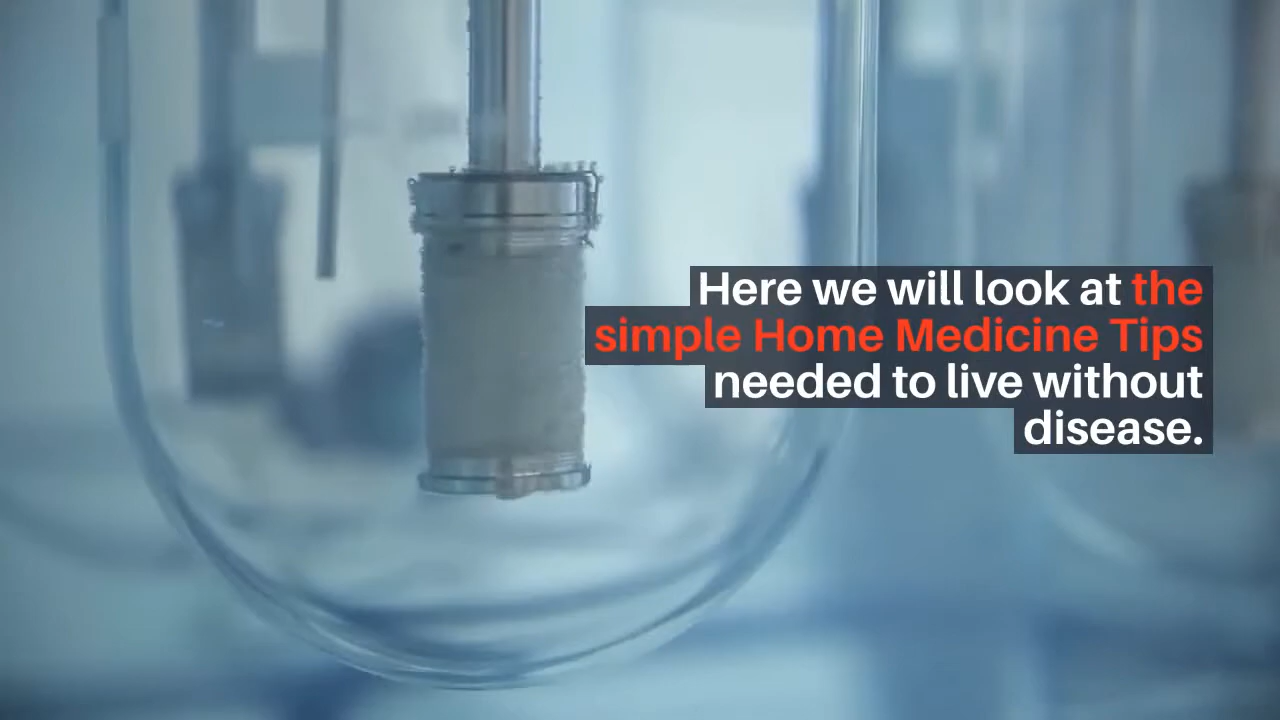 Here we will look at the
simple Home Medicine Tips
needed to live without
disease.